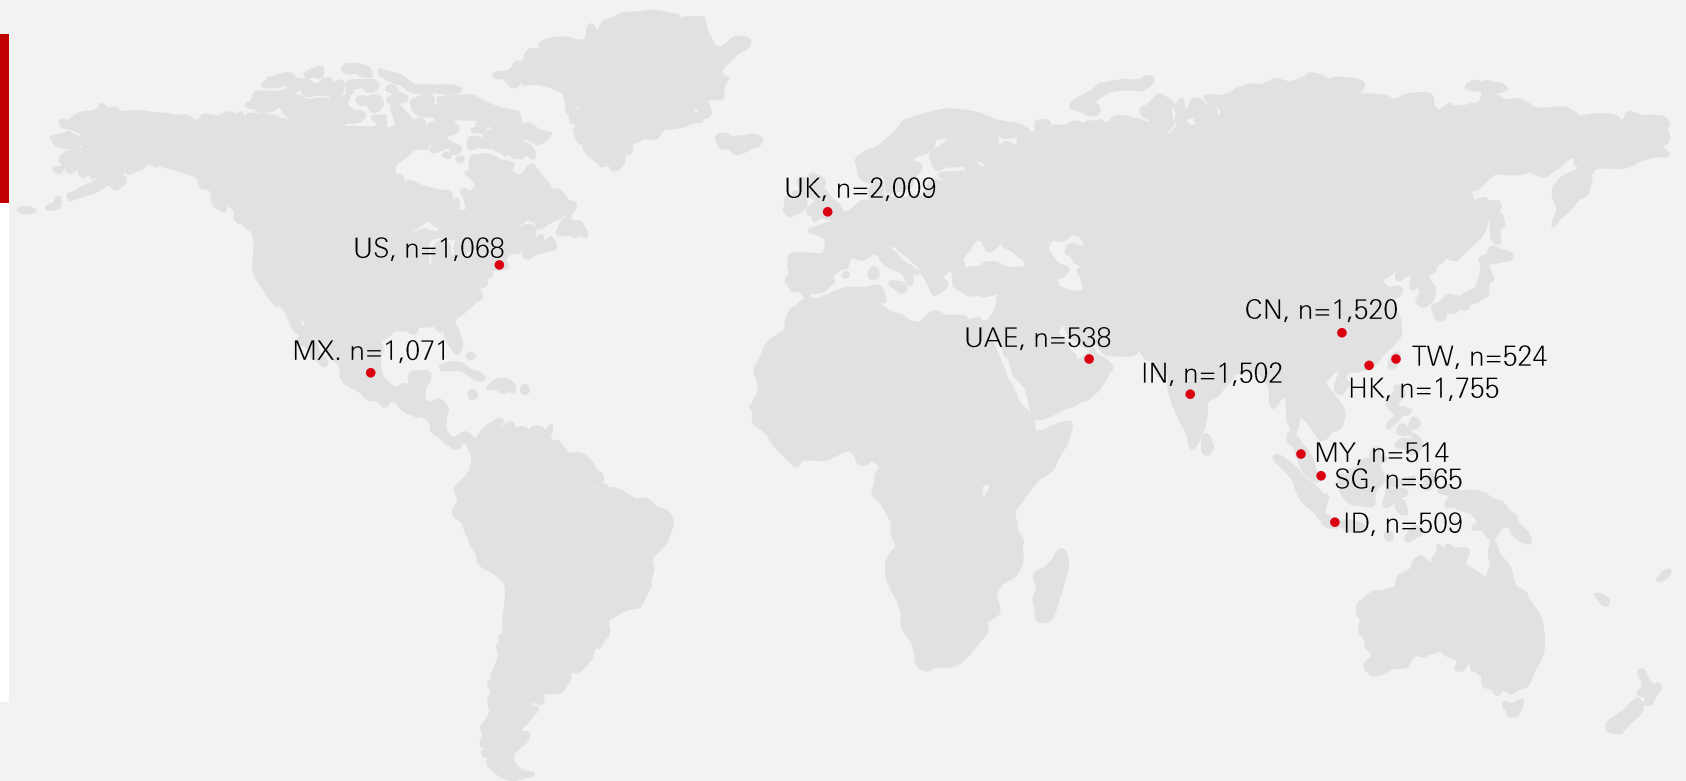 UK, n=2,009
US, n=1,068
CN, n=1,520
UAE, n=538
MX. n=1,071
TW, n=524
IN, n=1,502
HK, n=1,755
MY, n=514
SG, n=565
ID, n=509